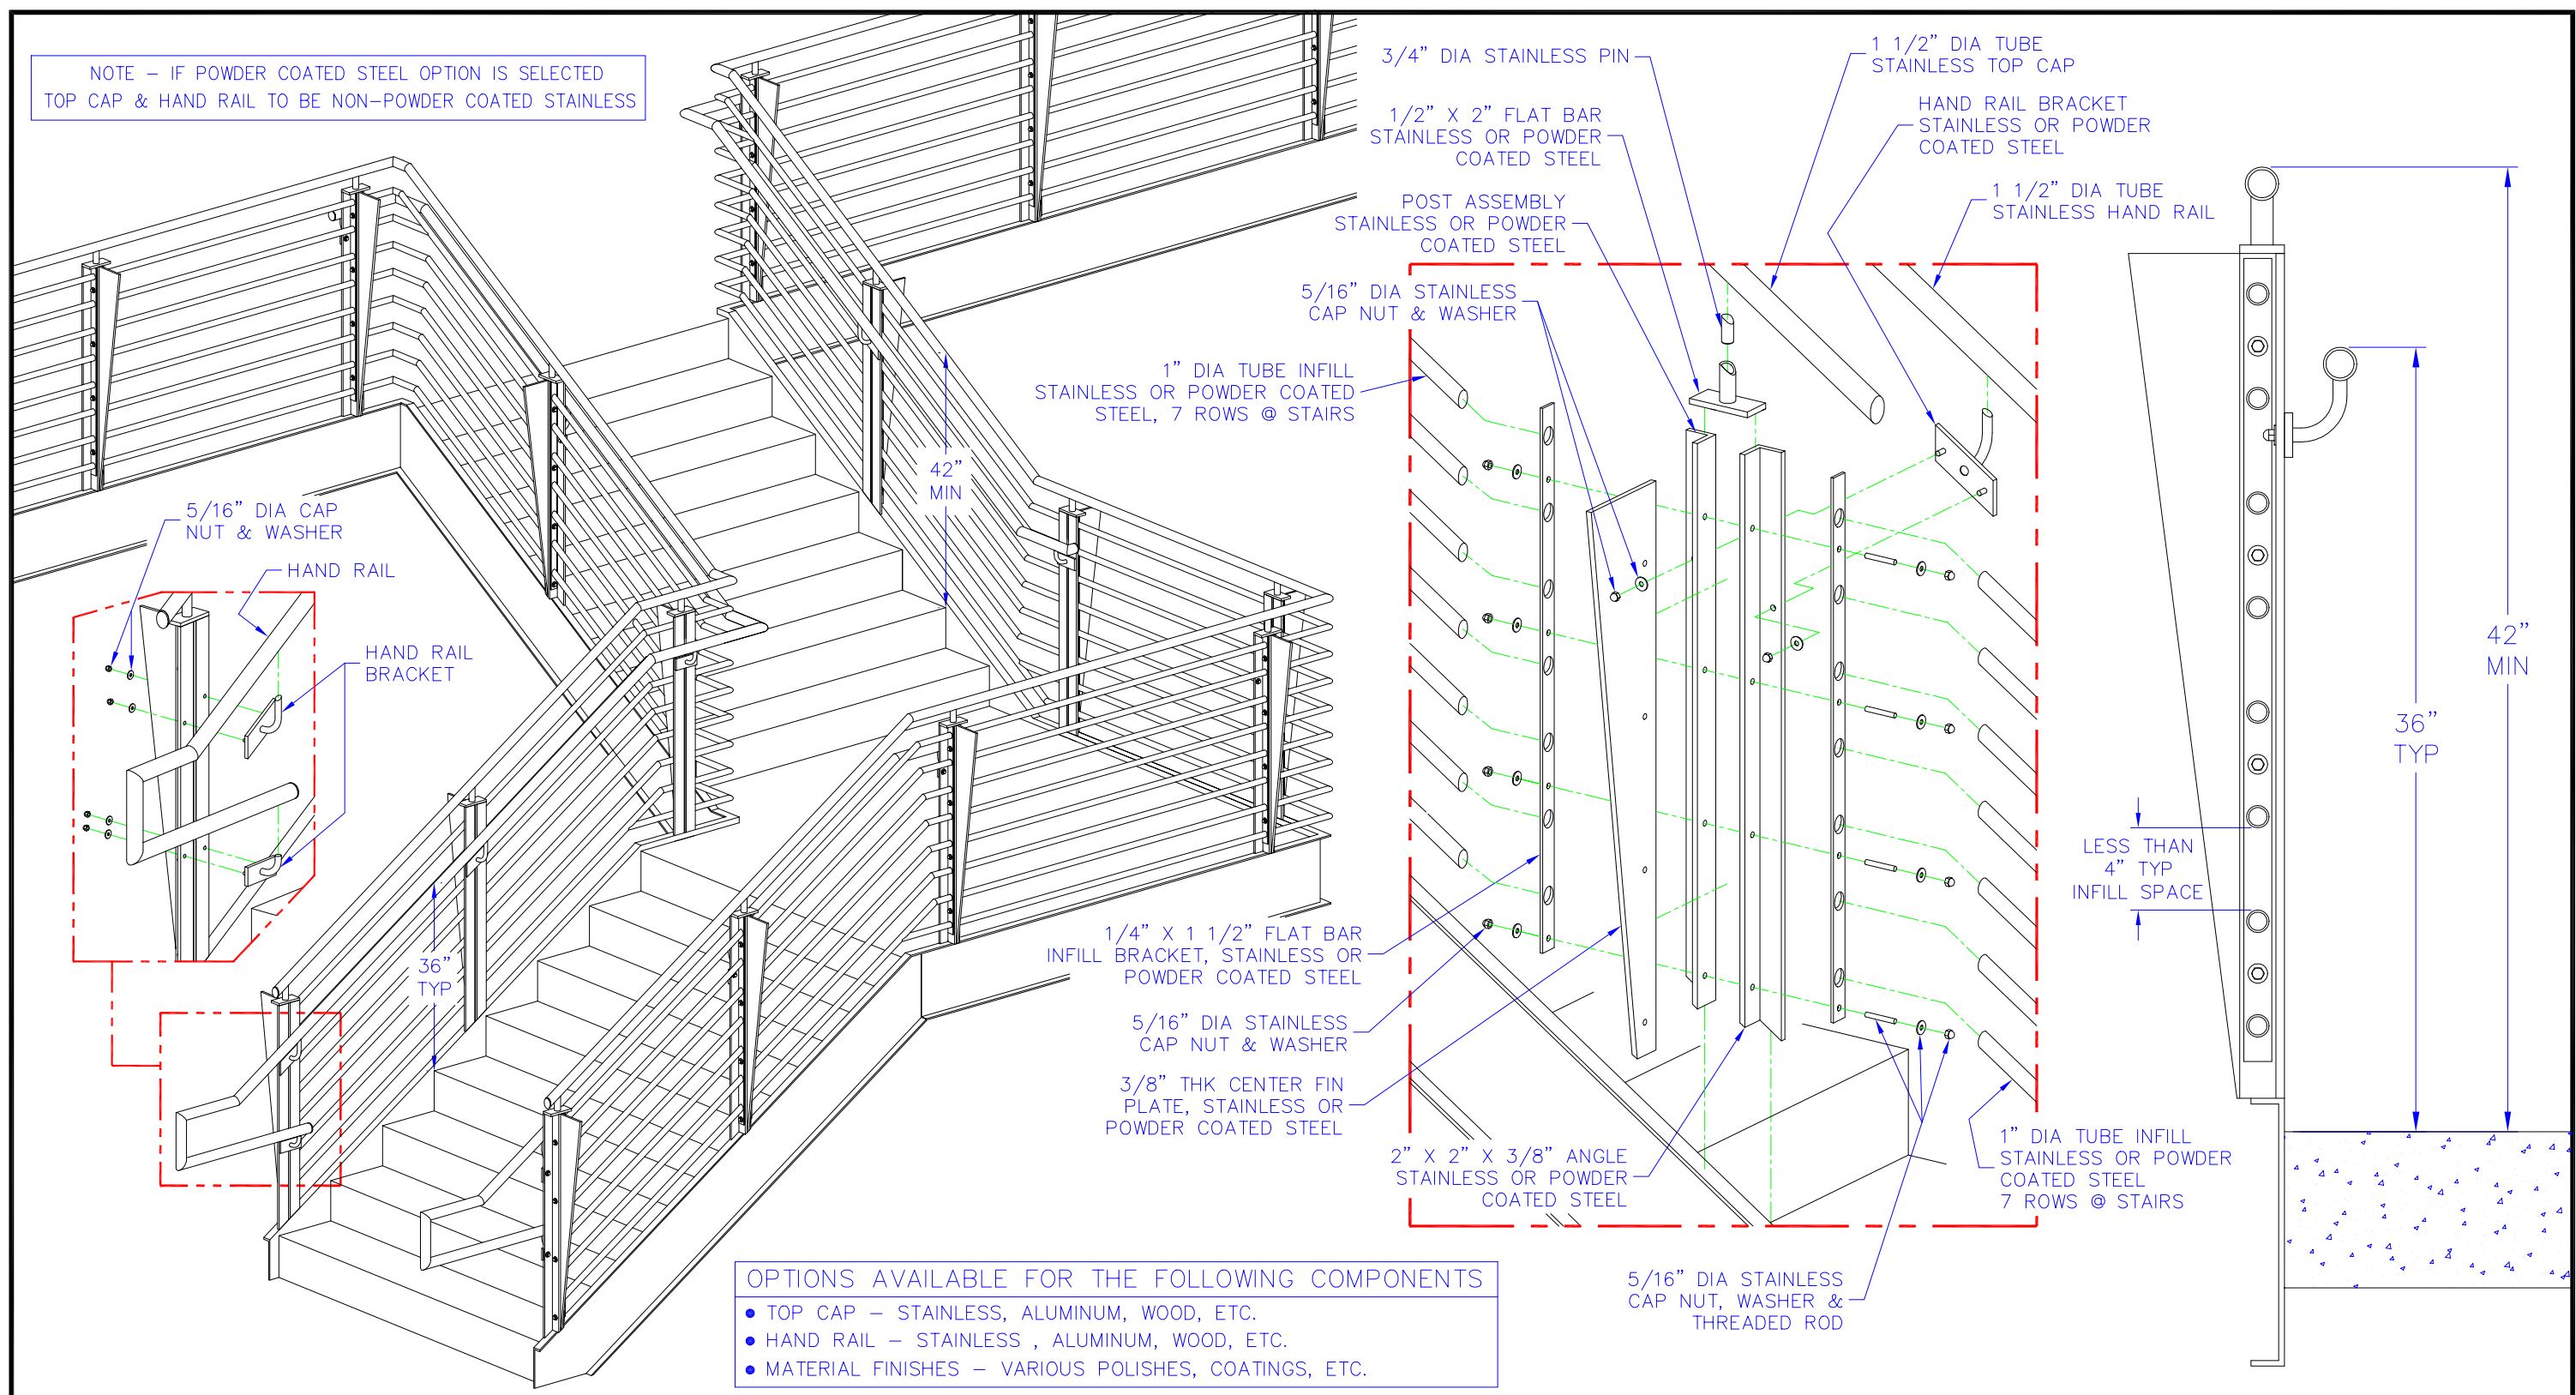 NOTE – IF POWDER COATED STEEL OPTION IS SELECTED
TOP CAP & HAND RAIL TO BE NON-POWDER COATED STAINLESS
3/4” DIA STAINLESS PIN
1/2” X 2” FLAT BAR
STAINLESS OR POWDER
COATED STEEL
POST ASSEMBLY
STAINLESS OR POWDER
COATED STEEL
5/16” DIA STAINLESS
CAP NUT & WASHER
1” DIA TUBE INFILL
STAINLESS OR POWDER COATED
STEEL, 7 ROWS @ STAIRS
1 1/2” DIA TUBE
STAINLESS TOP CAP
HAND RAIL BRACKET
STAINLESS OR POWDER
COATED STEEL
1 1/2” DIA TUBE
STAINLESS HAND RAIL
42”
MIN
5/16” DIA CAP
NUT & WASHER
HAND RAIL
HAND RAIL
BRACKET
36”
TYP
42”
MIN
36”
TYP
LESS THAN
4” TYP
INFILL SPACE
1/4” X 1 1/2” FLAT BAR
INFILL BRACKET, STAINLESS OR
POWDER COATED STEEL
5/16” DIA STAINLESS
CAP NUT & WASHER
3/8” THK CENTER FIN
PLATE, STAINLESS OR
POWDER COATED STEEL
2” X 2” X 3/8” ANGLE
STAINLESS OR POWDER
COATED STEEL
1” DIA TUBE INFILL
STAINLESS OR POWDER
COATED STEEL
7 ROWS @ STAIRS
5/16” DIA STAINLESS
CAP NUT, WASHER &
THREADED ROD
OPTIONS AVAILABLE FOR THE FOLLOWING COMPONENTS
● TOP CAP – STAINLESS, ALUMINUM, WOOD, ETC.
● HAND RAIL – STAINLESS , ALUMINUM, WOOD, ETC.
● MATERIAL FINISHES – VARIOUS POLISHES, COATINGS, ETC.